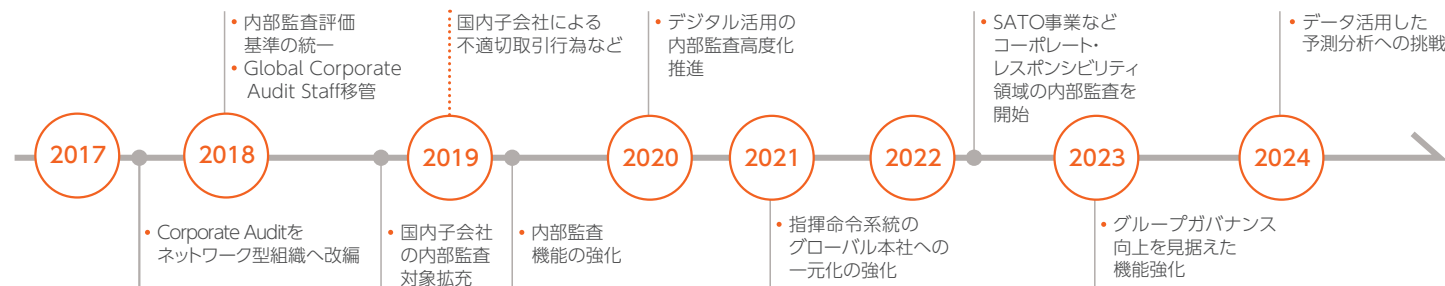 • 内部監査評価
基準の統一
• Global Corporate
Audit Staff移管
国内子会社による
不適切取引行為など
• デジタル活用の
内部監査高度化
推進
• SATO事業など
コーポレート・
レスポンシビリティ
領域の内部監査を
開始
• データ活用した
予測分析への挑戦
2017
2018
2019
2020
2021
2022
2023
2024
• Corporate Auditを
ネットワーク型組織へ改編
• 国内子会社
の内部監査
対象拡充
• 内部監査
機能の強化
• 指揮命令系統の
グローバル本社への
一元化の強化
• グループガバナンス
向上を見据えた
機能強化